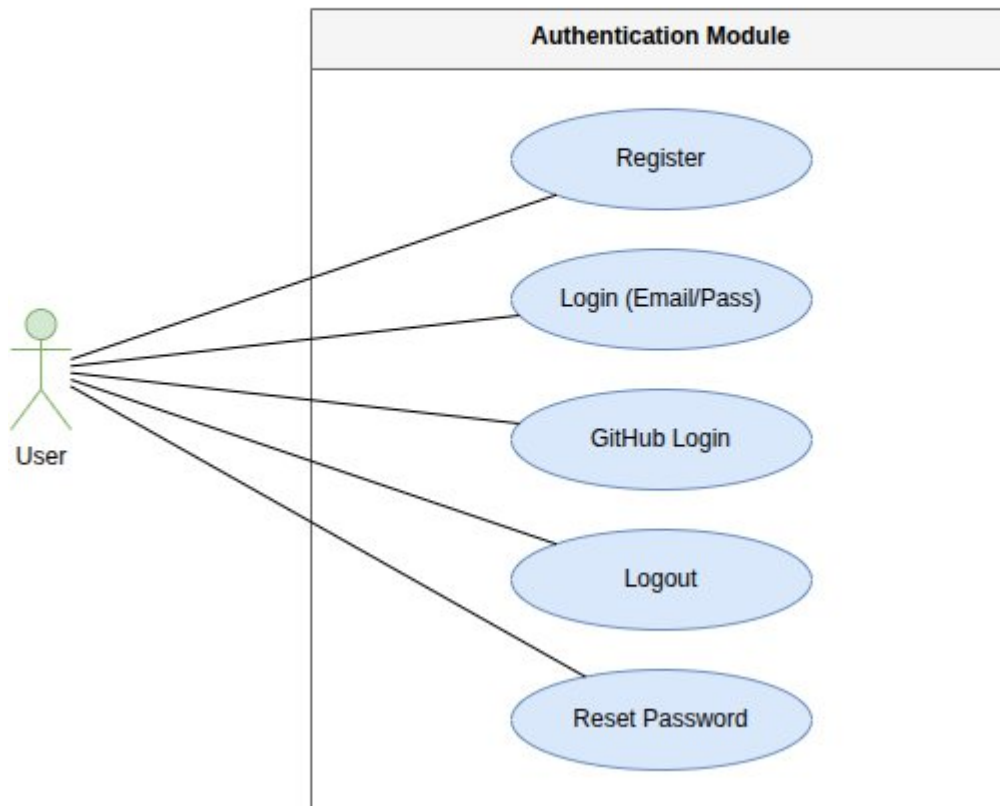 Authentication Module
Register
Login (Email/Pass)
GitHub Login
User
Logout
Reset Password